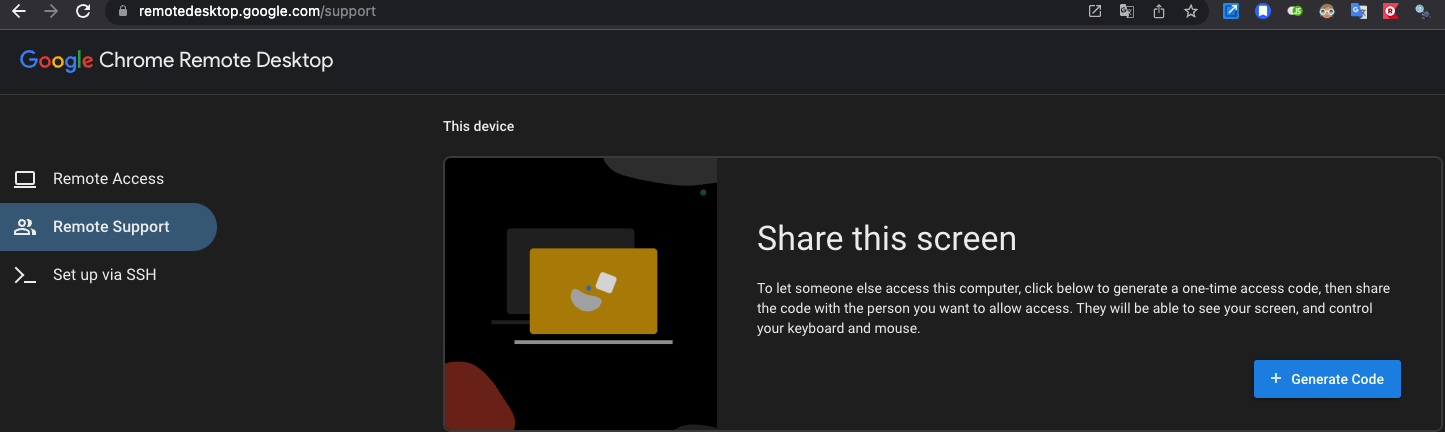 remotedesktop.google.com/support
Google Chrome Remote Desktop
This device
Remote Access
Remote Support
Set up via SSH
Share this screen
To let someone else access this computer, click below to generate a one-time access code, then share
the code with the person you want to allow access. They will be able to see your screen, and control
your keyboard and mouse.
+ Generate Code